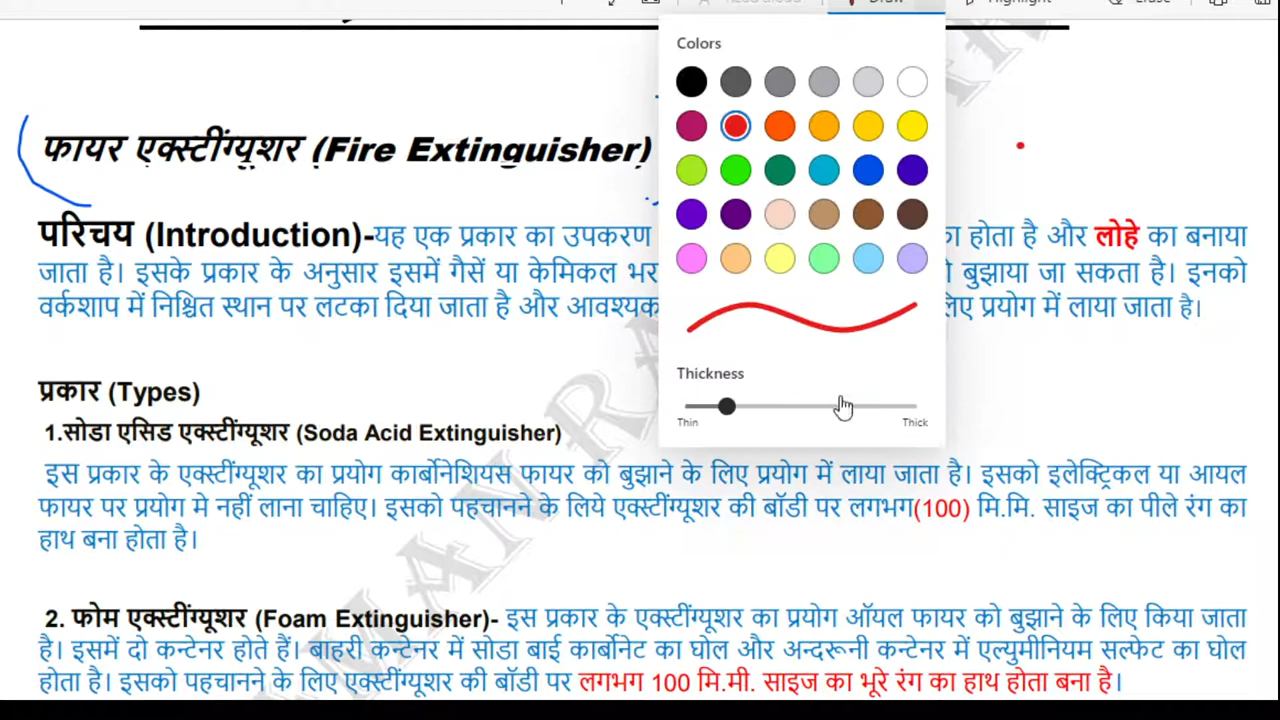 Draw
Highlight
Erase
Colors
फायर एक्स्टींग्यूशर (Fire Extinguisher)
परिचय (Introduction)-यह एक प्रकार का उपकरण
होता है और लोहे का बनाया
जाता है। इसके प्रकार के अनुसार इसमें गैसें या केमिकल भर
बुझाया जा सकता है। इनको
वर्कशाप में निश्चित स्थान पर लटका दिया जाता है और आवश्यक
लिए प्रयोग में लाया जाता है।
Thickness
Thin
Thick
प्रकार (Types)
1.सोडा एसिड एक्स्टींग्यूशर (Soda Acid Extinguisher)
इस प्रकार के एक्स्टींग्यूशर का प्रयोग कार्बोनेशियस फायर को बुझाने के लिए प्रयोग में लाया जाता है। इसको इलेक्ट्रिकल या आयल
फायर पर प्रयोग मे नहीं लाना चाहिए। इसको पहचानने के लिये एक्स्टींग्यूशर की बॉडी पर लगभग(100) मि.मि. साइज का पीले रंग का
हाथ बना होता है।
2. फोम एक्स्टींग्यूशर (Foam Extinguisher)- इस प्रकार के एक्स्टींग्यूशर का प्रयोग ऑयल फायर को बुझाने के लिए किया जाता
है। इसमें दो कन्टेनर होते हैं। बाहरी कन्टेनर में सोडा बाई कार्बोनेट का घोल और अन्दरूनी कन्टेनर में एल्युमीनियम सल्फेट का घोल
होता है। इसको पहचानने के लिए एक्स्टींग्यूशर की बॉडी पर लगभग 100 मि.मी. साइज का भूरे रंग का हाथ होता बना है।